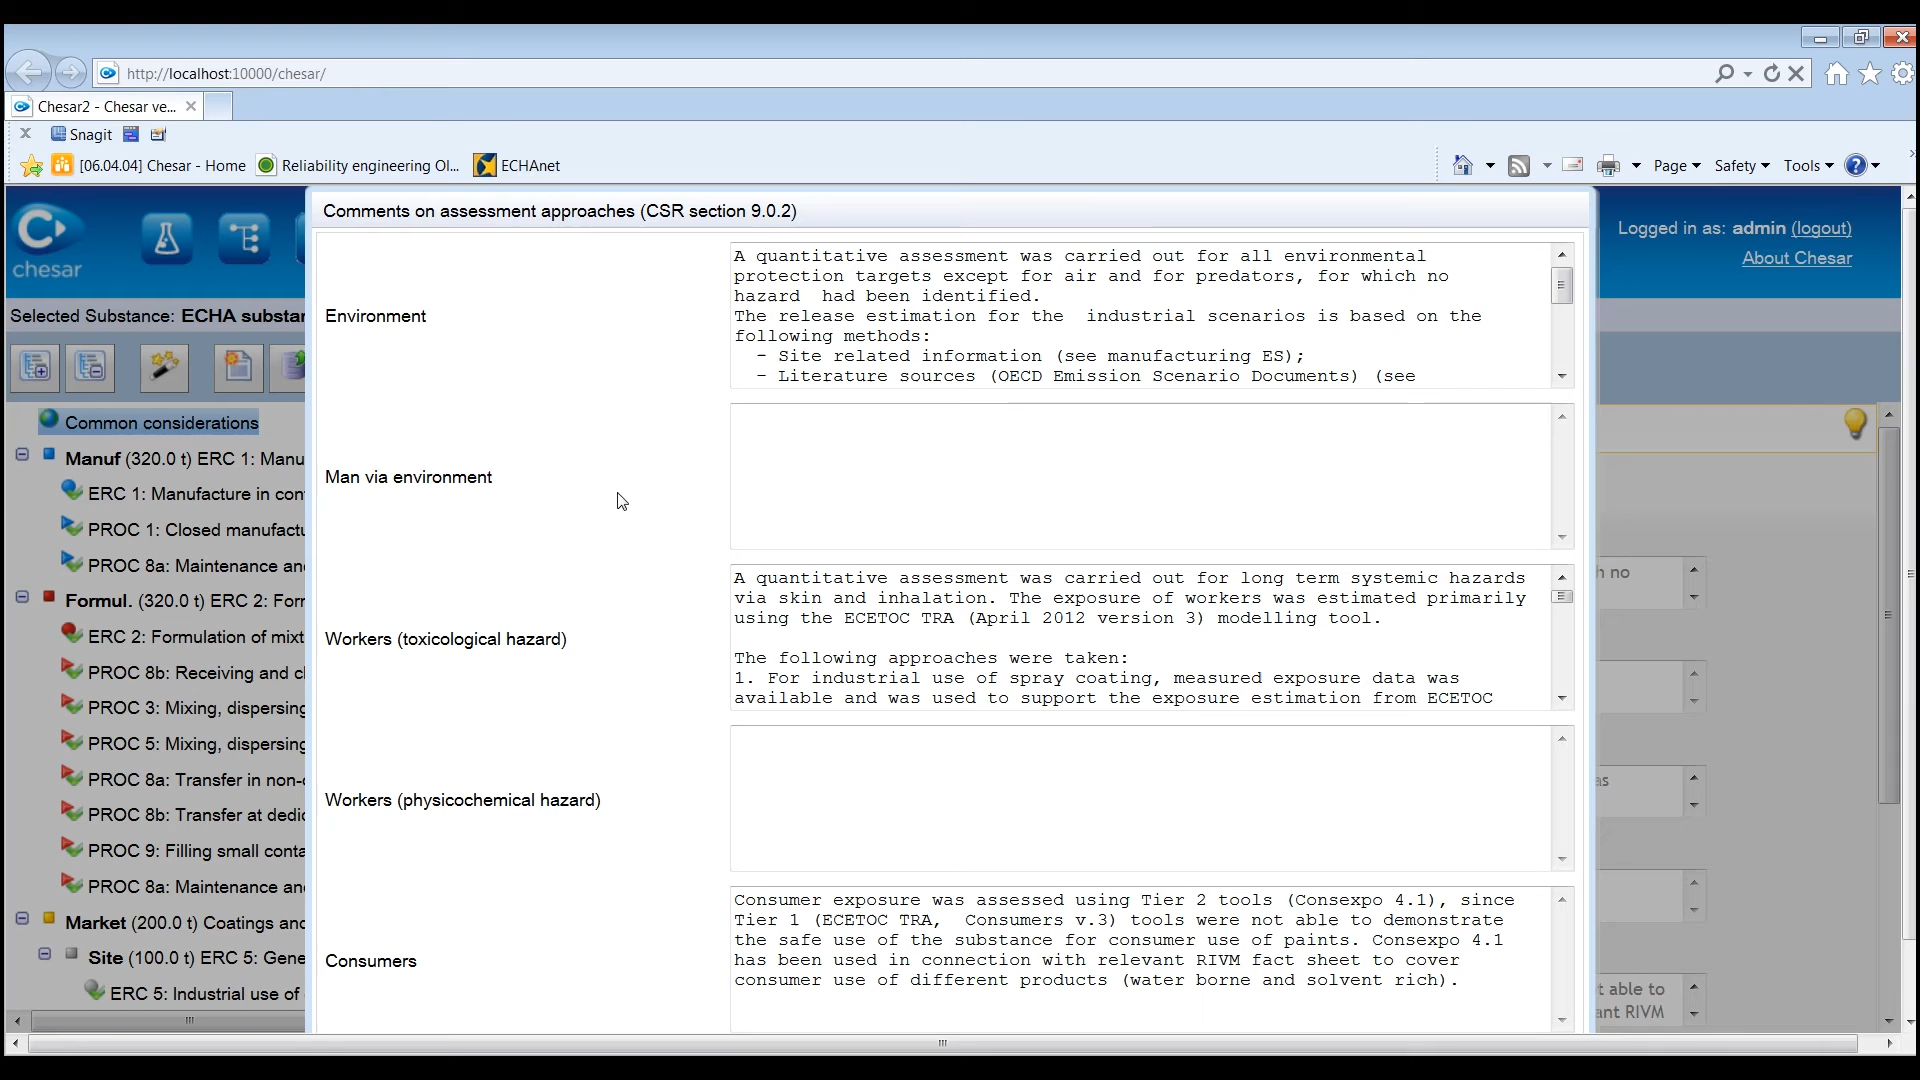 http://localhost:10000/chesar/
Chesar2 - Chesar ve...
Snagit
[06.04.04] Chesar - Home
Reliability engineering Ol...
ECHAnet
Page
Safety
Tools
chesar
Logged in as: admin (logout)
About Chesar
Selected Substance: ECHA substan
Common considerations
Manuf (320.0 t) ERC 1: Manu
ERC 1: Manufacture in con
PROC 1: Closed manufactu
PROC 8a: Maintenance an
Formul. (320.0 t) ERC 2: For
ERC 2: Formulation of mixt
PROC 8b: Receiving and cl
PROC 3: Mixing, dispersing
PROC 5: Mixing, dispersing
PROC 8a: Transfer in non-c
PROC 8b: Transfer at dedic
PROC 9: Filling small conta
PROC 8a: Maintenance an
Market (200.0 t) Coatings and
Site (100.0 t) ERC 5: Gene
ERC 5: Industrial use of
Comments on assessment approaches (CSR section 9.0.2)
Environment
A quantitative assessment was carried out for all environmental
protection targets except for air and for predators, for which no
hazard  had been identified.
The release estimation for the  industrial scenarios is based on the
following methods:
- Site related information (see manufacturing ES);
- Literature sources (OECD Emission Scenario Documents) (see
Man via environment
Workers (toxicological hazard)
A quantitative assessment was carried out for long term systemic hazards
via skin and inhalation. The exposure of workers was estimated primarily
using the ECETOC TRA (April 2012 version 3) modelling tool.
The following approaches were taken:
1. For industrial use of spray coating, measured exposure data was
available and was used to support the exposure estimation from ECETOC
Workers (physicochemical hazard)
Consumers
Consumer exposure was assessed using Tier 2 tools (Consexpo 4.1), since
Tier 1 (ECETOC TRA,  Consumers v.3) tools were not able to demonstrate
the safe use of the substance for consumer use of paints. Consexpo 4.1
has been used in connection with relevant RIVM fact sheet to cover
consumer use of different products (water borne and solvent rich).
h no
as
t able to
ant RIVM